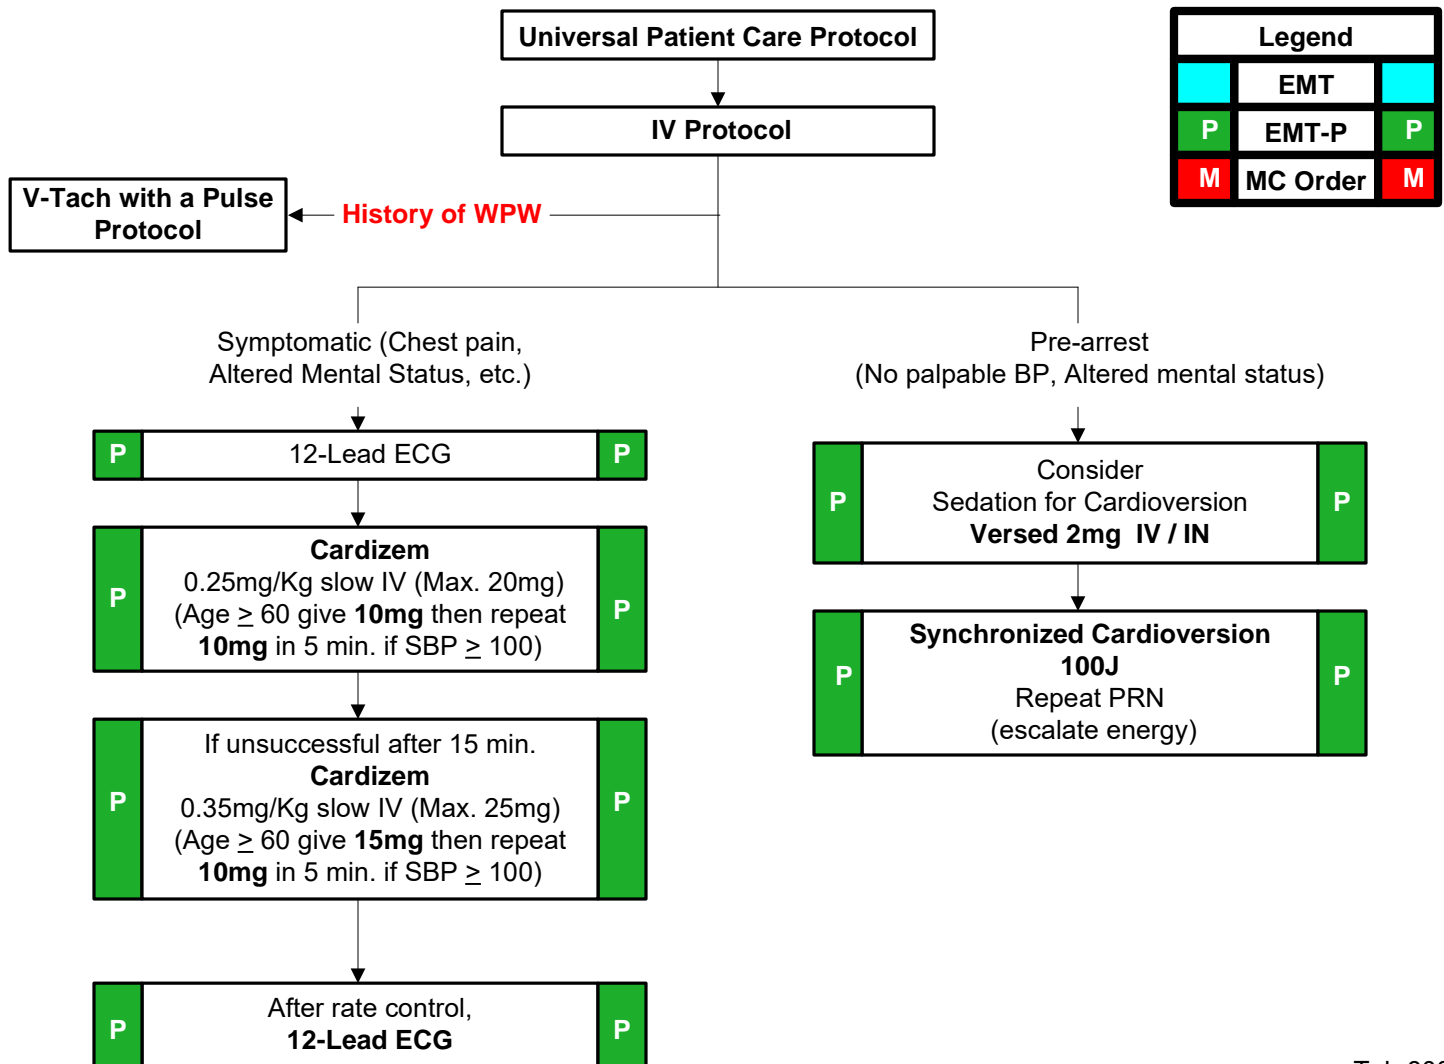 Universal Patient Care Protocol
IV Protocol
Legend
EMT
P EMT-P P
M MC Order M
V-Tach with a Pulse
Protocol
History of WPW
Symptomatic (Chest pain,
Altered Mental Status, etc.)
P 12-Lead ECG P
P P
Cardizem
0.25mg/Kg slow IV (Max. 20mg)
(Age ≥ 60 give 10mg then repeat
10mg in 5 min. if SBP ≥ 100)
P P
If unsuccessful after 15 min.
Cardizem
0.35mg/Kg slow IV (Max. 25mg)
(Age ≥ 60 give 15mg then repeat
10mg in 5 min. if SBP ≥ 100)
P P
After rate control,
12-Lead ECG
Pre-arrest
(No palpable BP, Altered mental status)
P P
Consider
Sedation for Cardioversion
Versed 2mg IV / IN
P P
Synchronized Cardioversion
100J
Repeat PRN
(escalate energy)